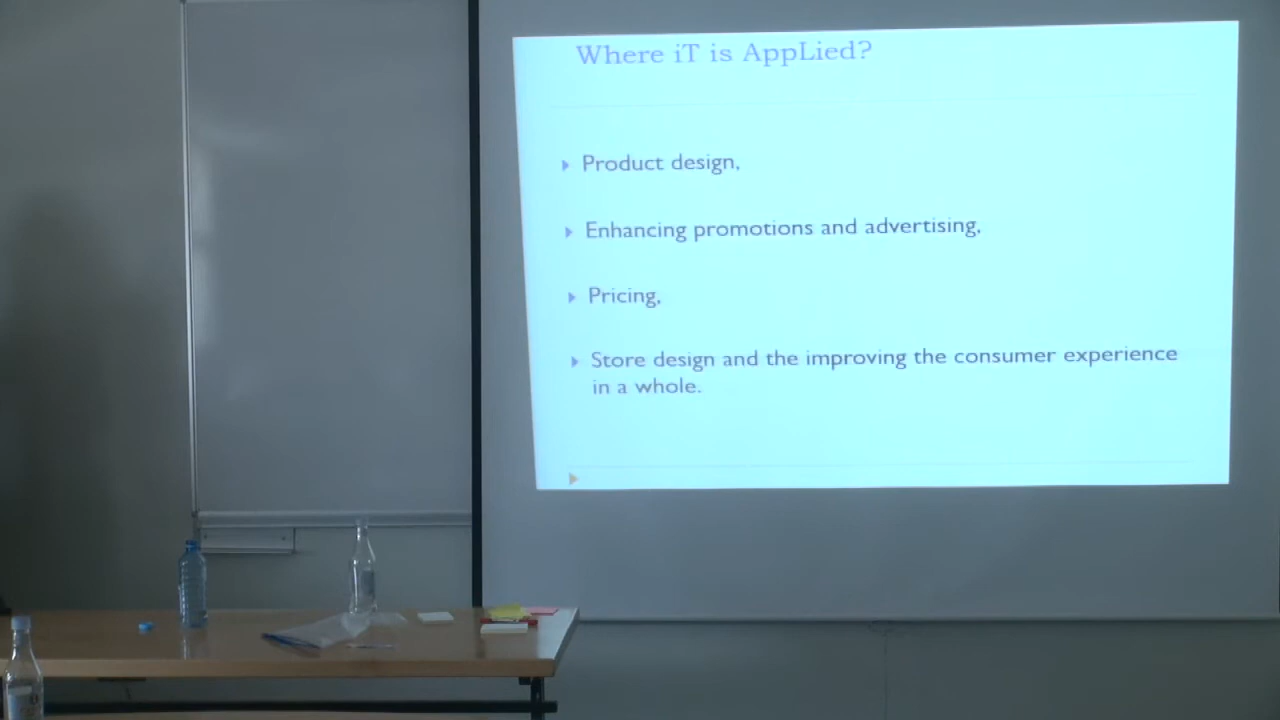 Where iT is AppLied?
Product design,
Enhancing promotions and advertising,
Pricing,
Store design and the improving the consumer experience
in a whole.